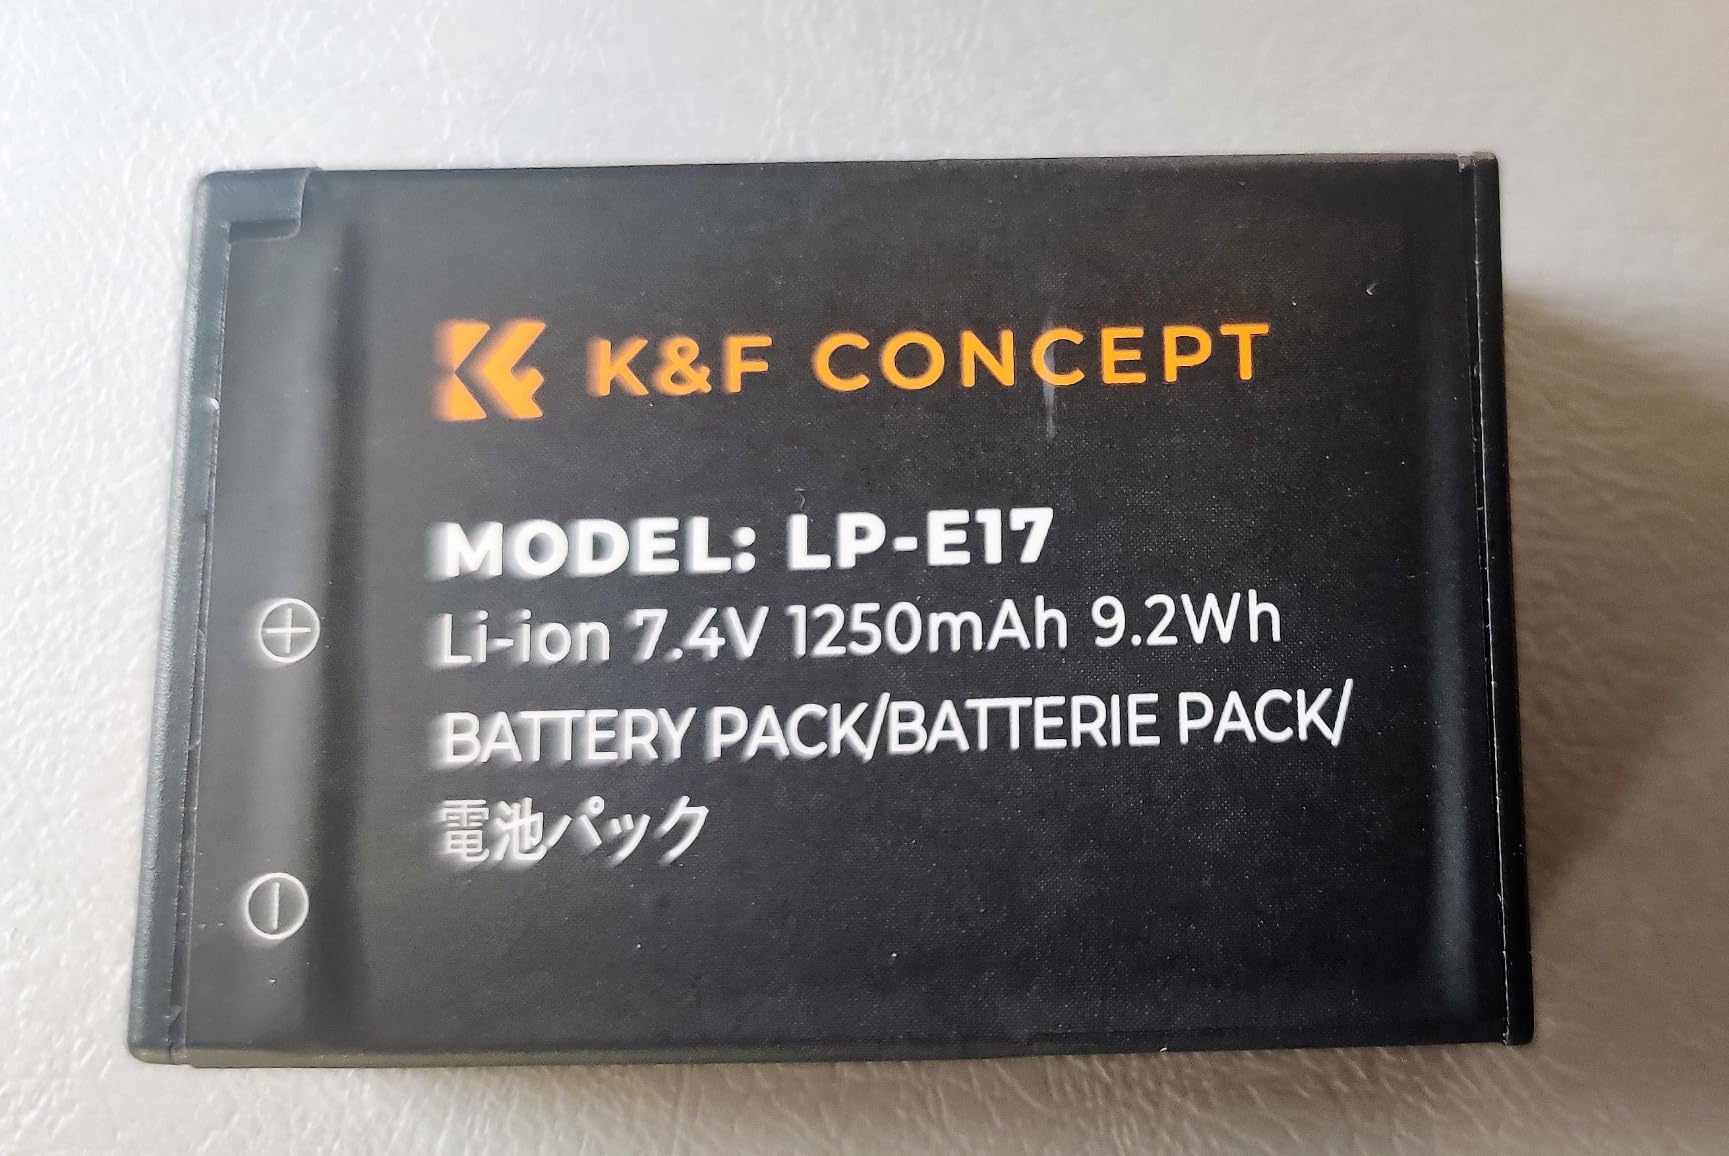 K&F CONCEPT
MODEL: LP-E17
Li-ion 7.4V 1250mAh 9.2Wh
BATTERY PACK/BATTERIE PACK/
電池パック